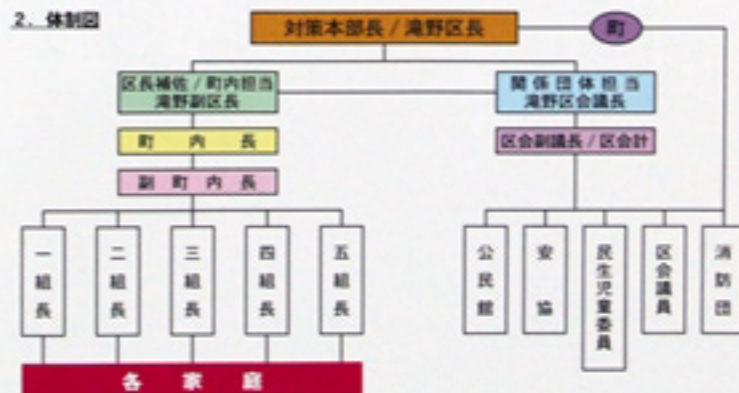 2. 体制図
対策本部長 / 滝野区長
町
区長補佐 / 町内担当
滝野副区長
関係団体担当
滝野区会議長
町内長
区会副議長 / 区会計
副町内長
一組長
二組長
三組長
四組長
五組長
公民館
安協
民生児童委員
区会議員
消防団
各家庭